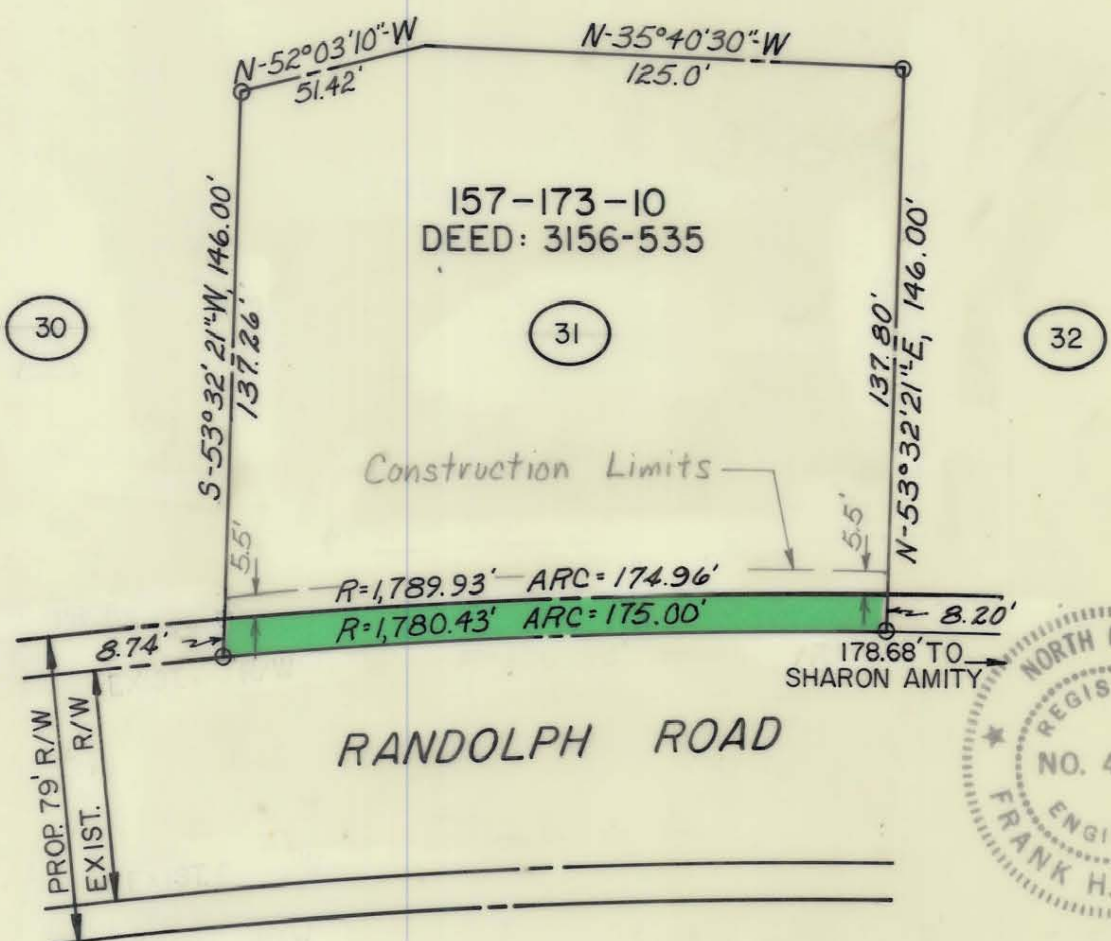 N-52°03'10"-W
51.42'
N-35°40'30"-W
125.0'
157-173-10
DEED: 3156-535
S-53°32'21"-W, 146.00'
137.26'
137.80'
N-53°32'21"-E, 146.00'
30
31
32
Construction Limits
5.5'
5.5'
R=1,789.93' ARC=174.96'
R=1,780.43' ARC=175.00'
8.74'
8.20'
178.68' TO
SHARON AMITY
RANDOLPH ROAD
PROP. 79' R/W
EXIST. R/W
NORTH
REGIS
NO. 4
ENGI
FRANK H.